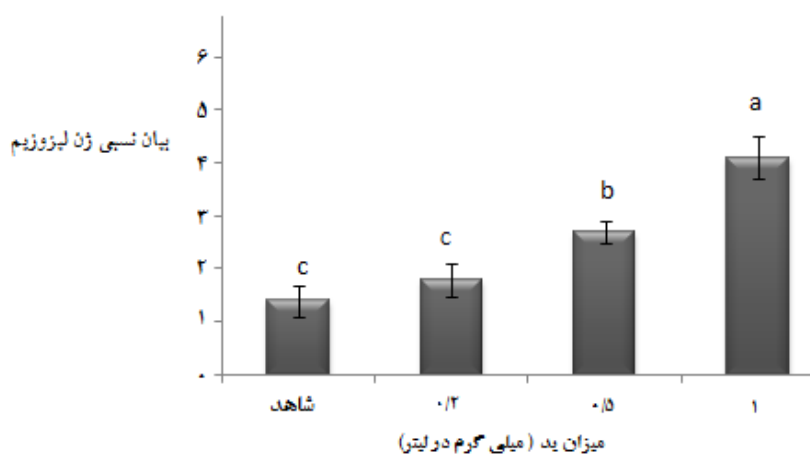 ۶
۵
a
بیان نسبی ژن لیزوزیم
۴
b
۳
c
c
۲
۱
۰
شاهد
۰/۲
۰/۵
۱
میزان ید ( میلی گرم در لیتر)